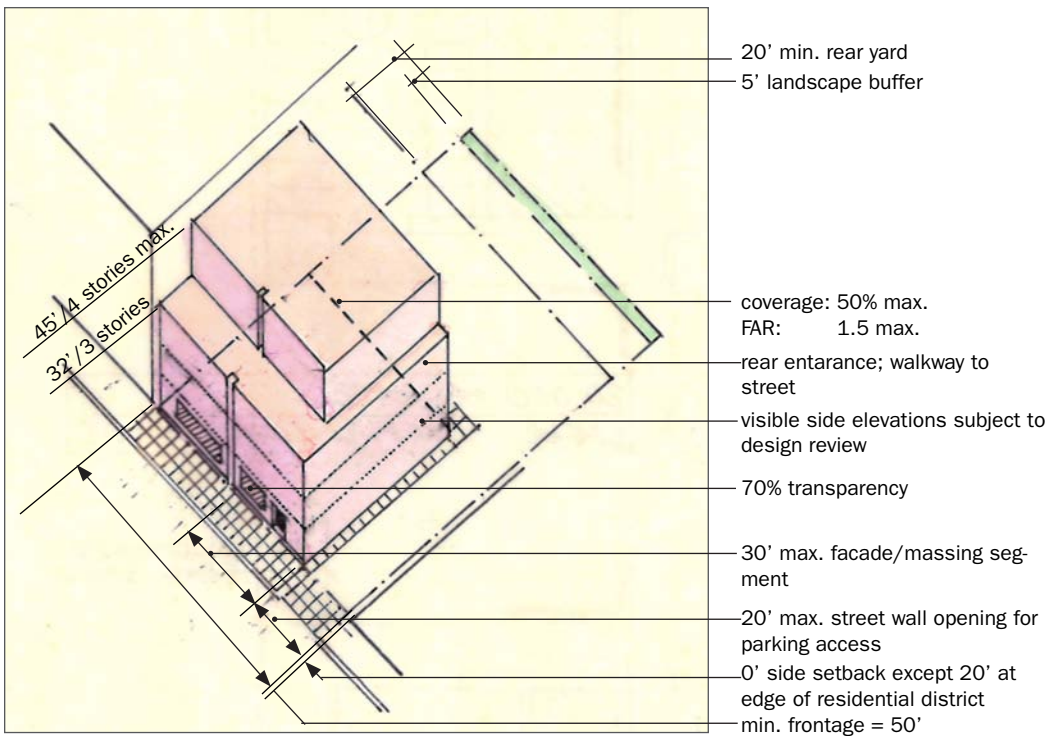 20’ min. rear yard
5’ landscape buffer
45’/4 stories max.
32’/3 stories
coverage: 50% max.
FAR: 1.5 max.
rear entarance; walkway to
street
visible side elevations subject to
design review
70% transparency
30’ max. facade/massing seg-
ment
20’ max. street wall opening for
parking access
0’ side setback except 20’ at
edge of residential district
min. frontage = 50’